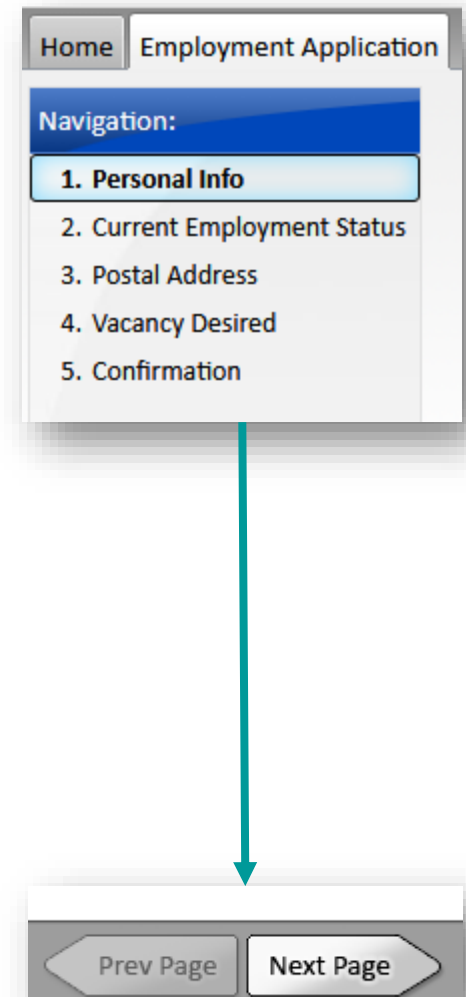 Home Employment Application
Navigation:
1. Personal Info
2. Current Employment Status
3. Postal Address
4. Vacancy Desired
5. Confirmation
Prev Page Next Page